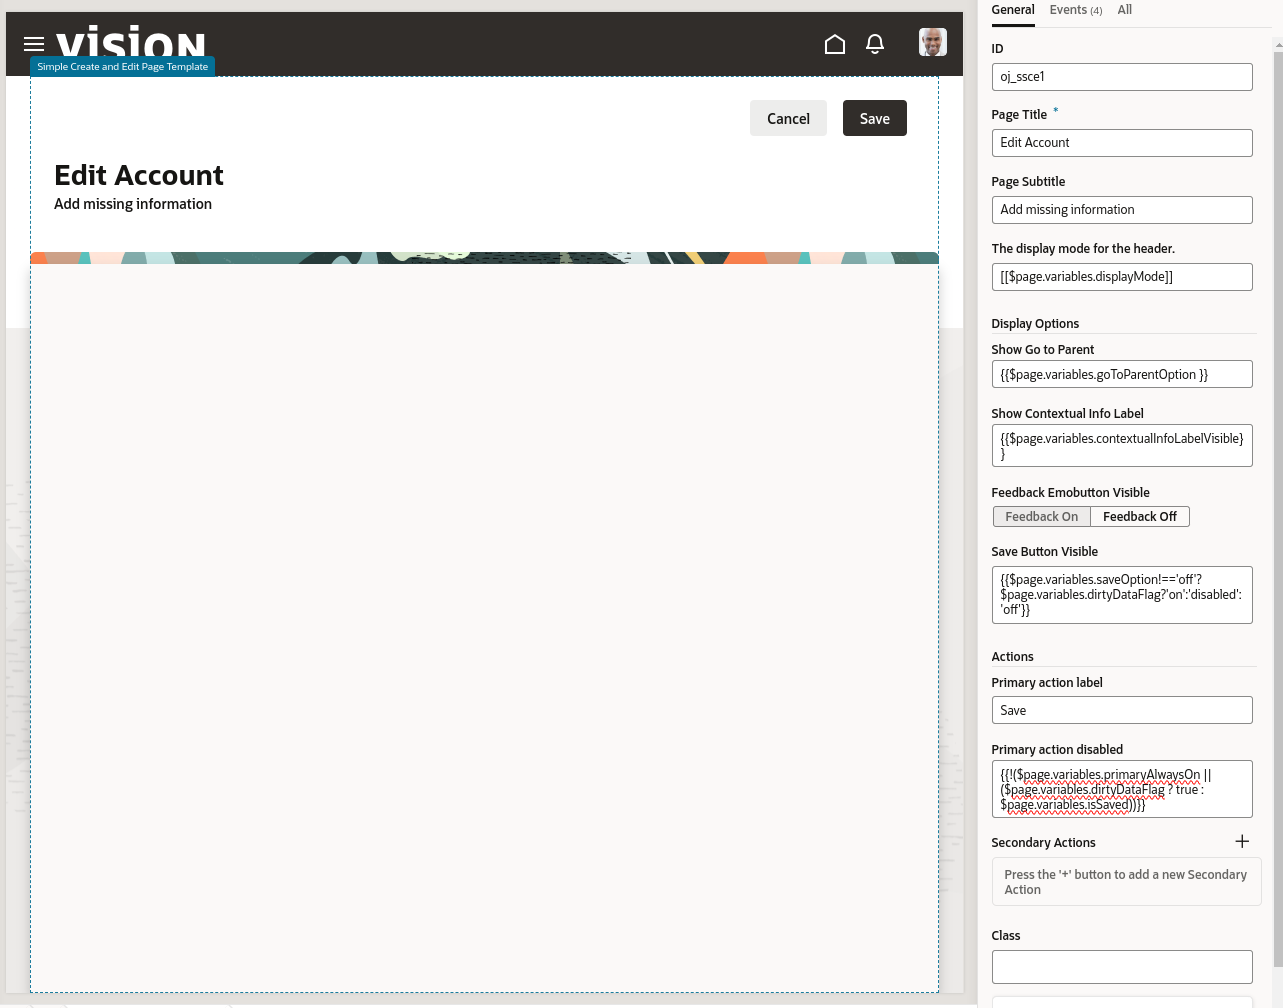 vision
Simple Create and Edit Page Template
Cancel
Save
Edit Account
Add missing information
General
Events (4)
All
ID
oj_ssce1
Page Title *
Edit Account
Page Subtitle
Add missing information
The display mode for the header.
[[$page.variables.displayMode]]
Display Options
Show Go to Parent
{{$page.variables.goToParentOption }}
Show Contextual Info Label
{{$page.variables.contextualInfoLabelVisible}
}
Feedback Emobutton Visible
Feedback On
Feedback Off
Save Button Visible
{{$page.variables.saveOption!=='off'?
$page.variables.dirtyDataFlag?'on':'disabled':
'off'}}
Actions
Primary action label
Save
Primary action disabled
{{!($page.variables.primaryAlwaysOn ||
($page.variables.dirtyDataFlag ? true :
$page.variables.isSaved))}}
Secondary Actions
Press the '+' button to add a new Secondary
Action
Class